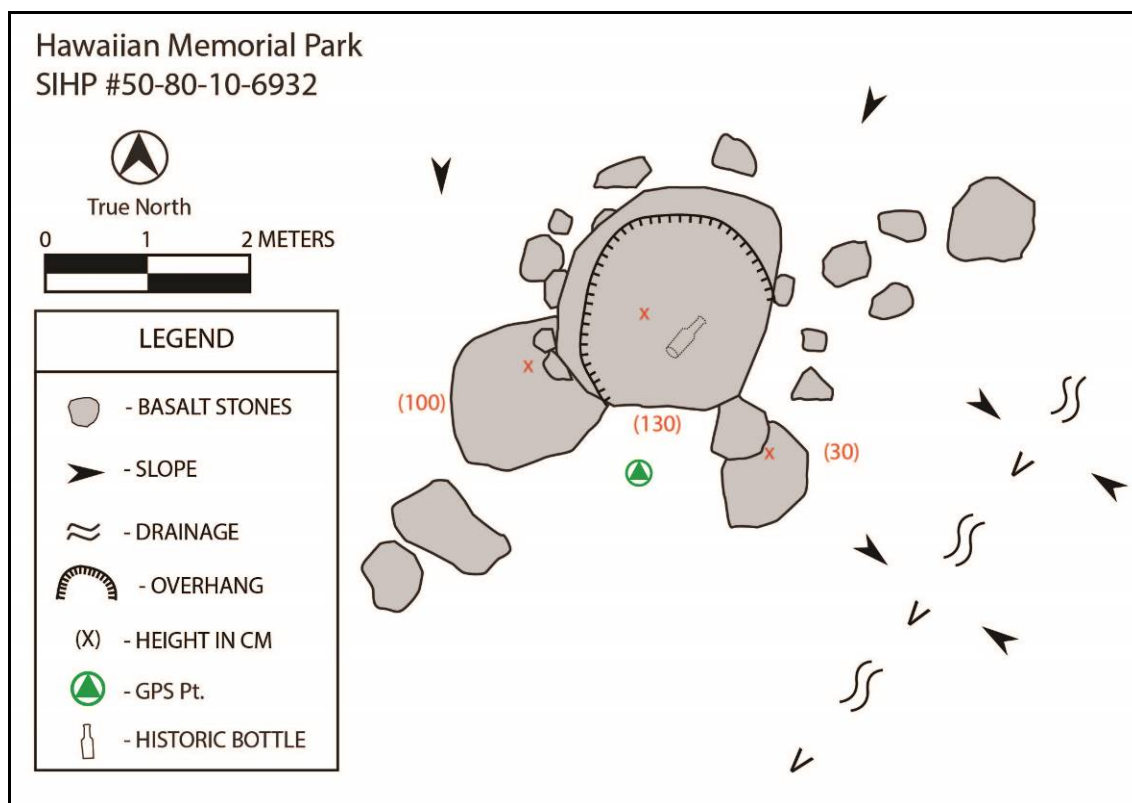 Hawaiian Memorial Park
SIHP #50-80-10-6932
True North
0 1 2 METERS
LEGEND
- BASALT STONES
- SLOPE
- DRAINAGE
- OVERHANG
(X) - HEIGHT IN CM
- GPS Pt.
- HISTORIC BOTTLE
x
x
(100)
(130)
x
(30)